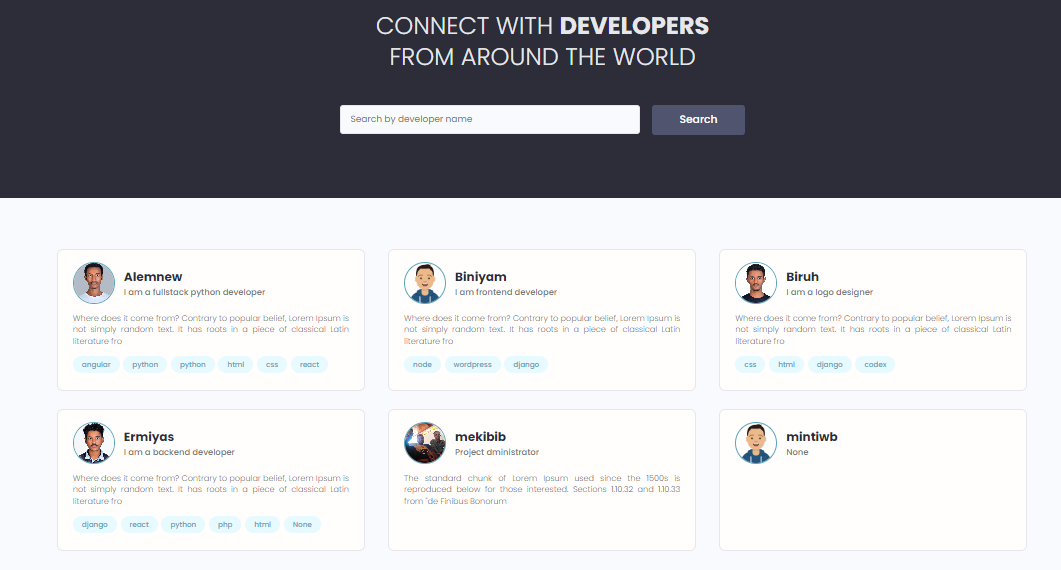 CONNECT WITH DEVELOPERS
FROM AROUND THE WORLD
Search by developer name
Search
Alemnew
I am a fullstack python developer
Where does it come from? Contrary to popular belief, Lorem Ipsum is
not simply random text. It has roots in a piece of classical Latin
literature fro
angular python python html css react
Biniyam
I am frontend developer
Where does it come from? Contrary to popular belief, Lorem Ipsum is
not simply random text. It has roots in a piece of classical Latin
literature fro
node wordpress django
Biruh
I am a logo designer
Where does it come from? Contrary to popular belief, Lorem Ipsum is
not simply random text. It has roots in a piece of classical Latin
literature fro
css html django codex
Ermiyas
I am a backend developer
Where does it come from? Contrary to popular belief, Lorem Ipsum is
not simply random text. It has roots in a piece of classical Latin
literature fro
django react python php html None
mekibib
Project dministrator
The standard chunk of Lorem Ipsum used since the 1500s is
reproduced below for those interested. Sections 1.10.32 and 1.10.33
from "de Finibus Bonorum
mintiwb
None